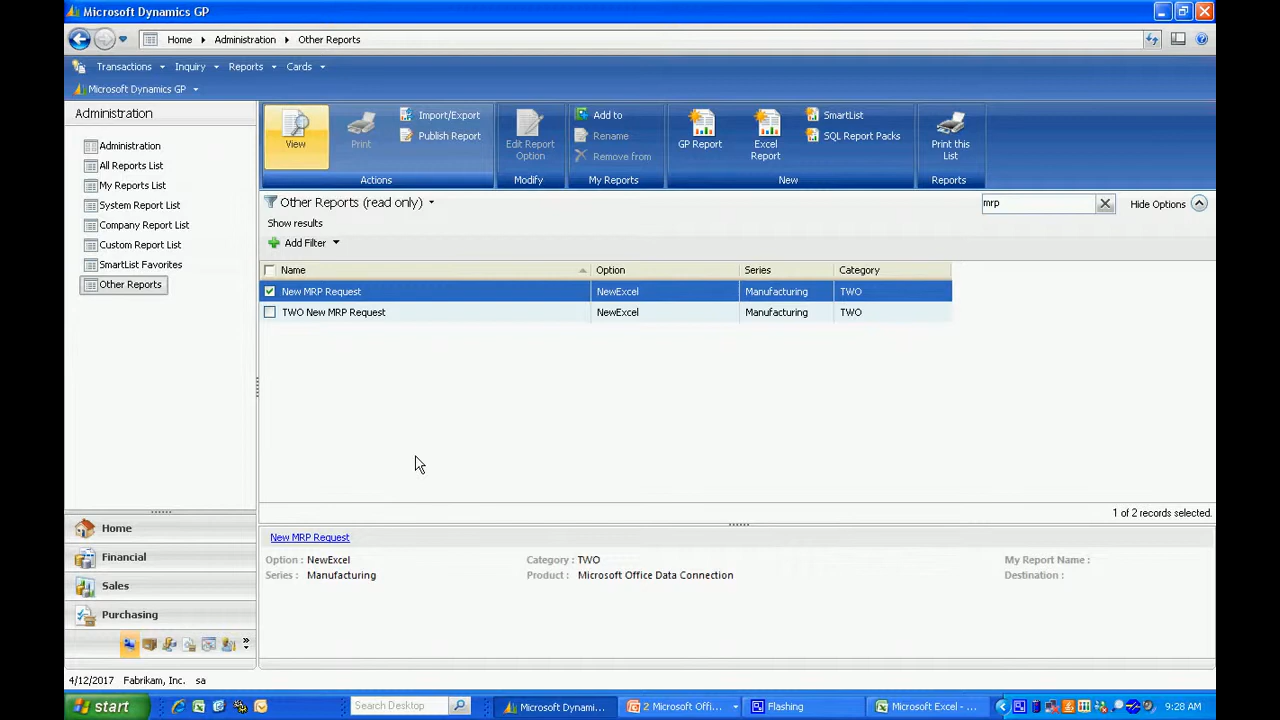 Microsoft Dynamics GP
Home Administration Other Reports
Transactions Inquiry Reports Cards
Microsoft Dynamics GP
Administration
Administration
All Reports List
My Reports List
System Report List
Company Report List
Custom Report List
SmartList Favorites
Other Reports
Home
Financial
Sales
Purchasing
View
Print
Import/Export
Publish Report
Actions
Edit Report Option
Modify
Add to
Rename
Remove from
My Reports
GP Report
Excel Report
SmartList
SQL Report Packs
New
Print this List
Reports
Other Reports (read only)
mrp
Hide Options
Show results
Add Filter
Name Option Series Category
New MRP Request NewExcel Manufacturing TWO
TWO New MRP Request NewExcel Manufacturing TWO
1 of 2 records selected.
New MRP Request
Option : NewExcel Category : TWO My Report Name :
Series : Manufacturing Product : Microsoft Office Data Connection Destination :
4/12/2017 Fabrikam, Inc. sa
start Search Desktop Microsoft Dynami... 2 Microsoft Offi... Flashing Microsoft Excel - ... 9:28 AM